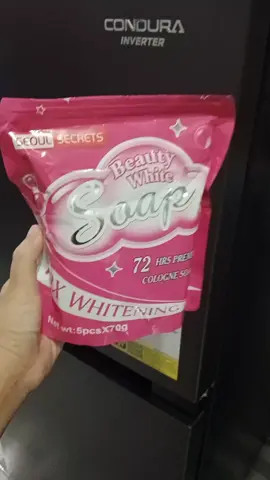 CONDURA
INVERTER
SEOUL SECRETS
Beauty
White
Soap
72 HRS
COLOGNE
X WHITENING
Net wt: 5pcsX70g